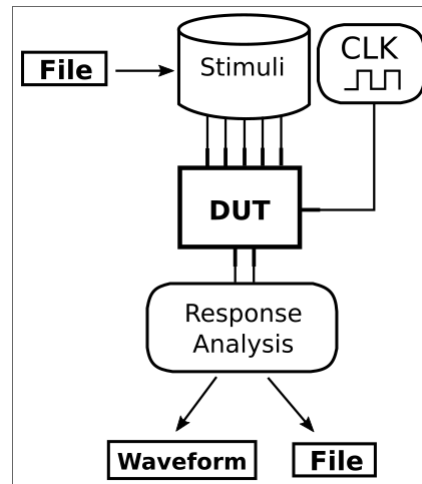 File
Stimuli
CLK
DUT
Response
Analysis
Waveform
File